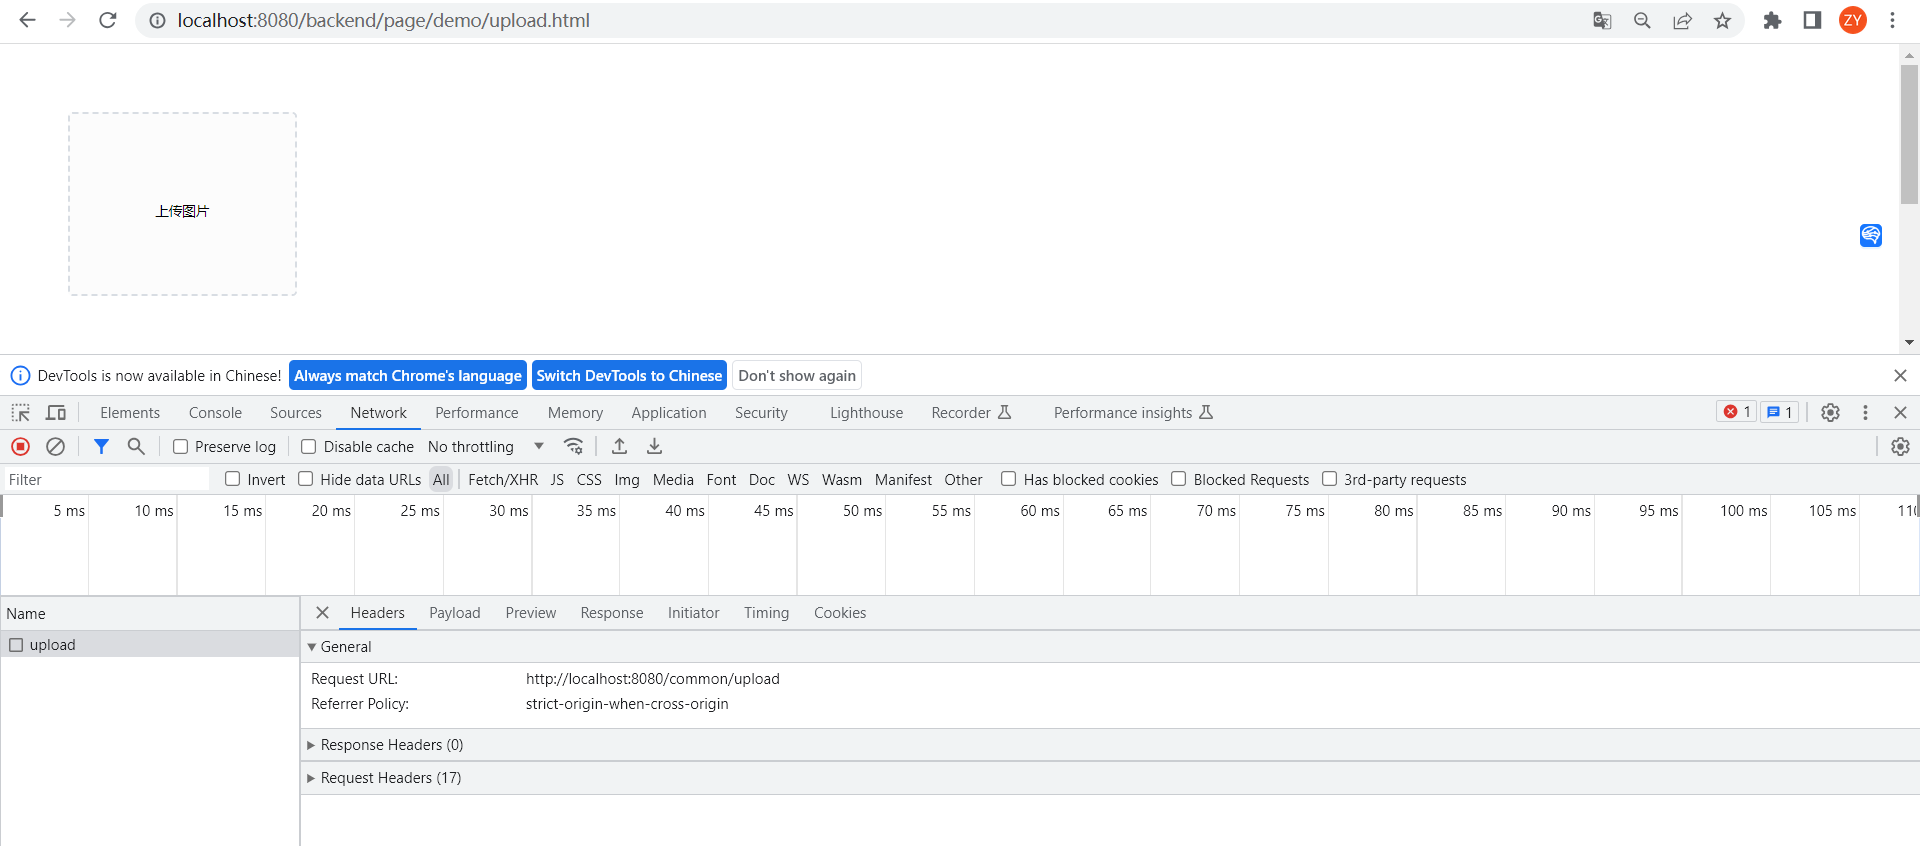 localhost:8080/backend/page/demo/upload.html
ZY
上传图片
DevTools is now available in Chinese! Always match Chrome's language Switch DevTools to Chinese Don't show again
Elements Console Sources Network Performance Memory Application Security Lighthouse Recorder Performance insights 1 1
Preserve log Disable cache No throttling
Filter Invert Hide data URLs All Fetch/XHR JS CSS Img Media Font Doc WS Wasm Manifest Other Has blocked cookies Blocked Requests 3rd-party requests
5 ms 10 ms 15 ms 20 ms 25 ms 30 ms 35 ms 40 ms 45 ms 50 ms 55 ms 60 ms 65 ms 70 ms 75 ms 80 ms 85 ms 90 ms 95 ms 100 ms 105 ms 110
Name Headers Payload Preview Response Initiator Timing Cookies
upload
General
Request URL: http://localhost:8080/common/upload
Referrer Policy: strict-origin-when-cross-origin
Response Headers (0)
Request Headers (17)